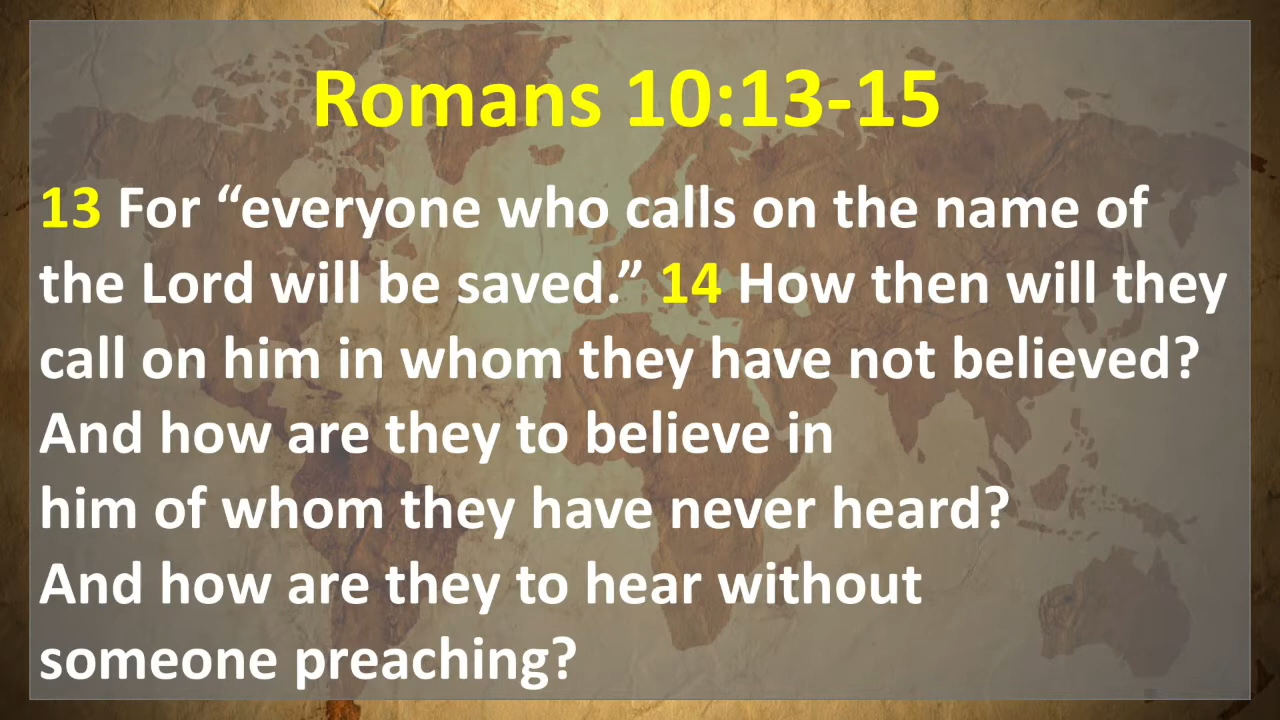 Romans 10:13-15
13 For “everyone who calls on the name of
the Lord will be saved.” 14 How then will they
call on him in whom they have not believed?
And how are they to believe in
him of whom they have never heard?
And how are they to hear without
someone preaching?